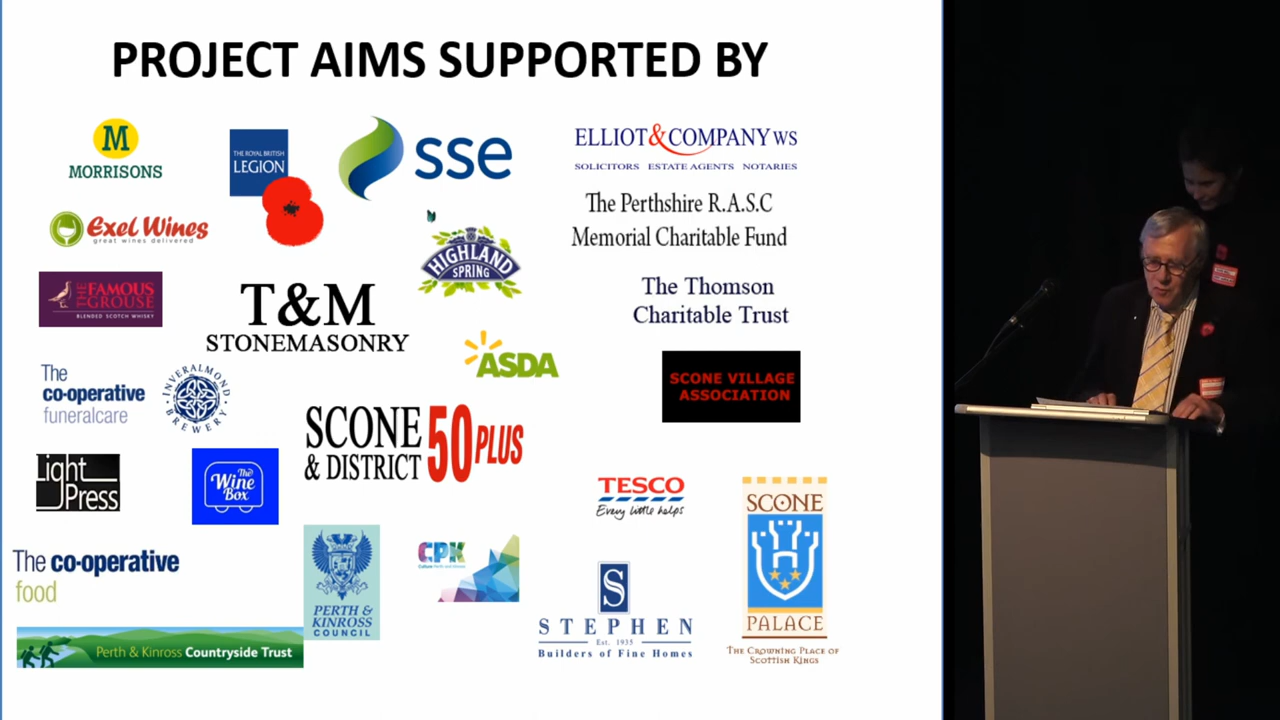 PROJECT AIMS SUPPORTED BY
M
MORRISONS
THE ROYAL BRITISH
LEGION
sse
ELLIOT&COMPANY WS
SOLICITORS ESTATE AGENTS NOTARIES
Exel Wines
great wines delivered
The Perthshire R.A.S.C
Memorial Charitable Fund
HIGHLAND
SPRING
THE FAMOUS
GROUSE
BLENDED SCOTCH WHISKY
T&M
STONEMASONRY
The Thomson
Charitable Trust
ASDA
SCONE VILLAGE
ASSOCIATION
The
co-operative
funeralcare
INVERALMOND
BREWERY
SCONE
& DISTRICT
50 PLUS
Light
Press
The
Wine
Box
TESCO
Every little helps
SCONE
PALACE
THE CROWNING PLACE OF
SCOTTISH KINGS
The co-operative
food
PERTH &
KINROSS
COUNCIL
CPK
Culture Perth and Kinross
S
STEPHEN
Est. 1935
Builders of Fine Homes
Perth & Kinross Countryside Trust